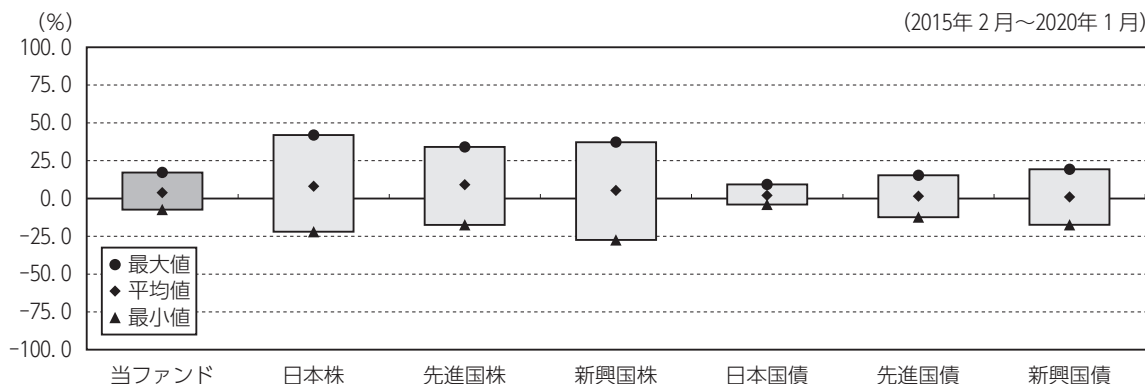 (%)
(2015年2月～2020年1月)
100.0
75.0
50.0
25.0
0.0
-25.0
-50.0
-75.0
-100.0
● 最大値
◆ 平均値
▲ 最小値
当ファンド 日本株 先進国株 新興国株 日本国債 先進国債 新興国債